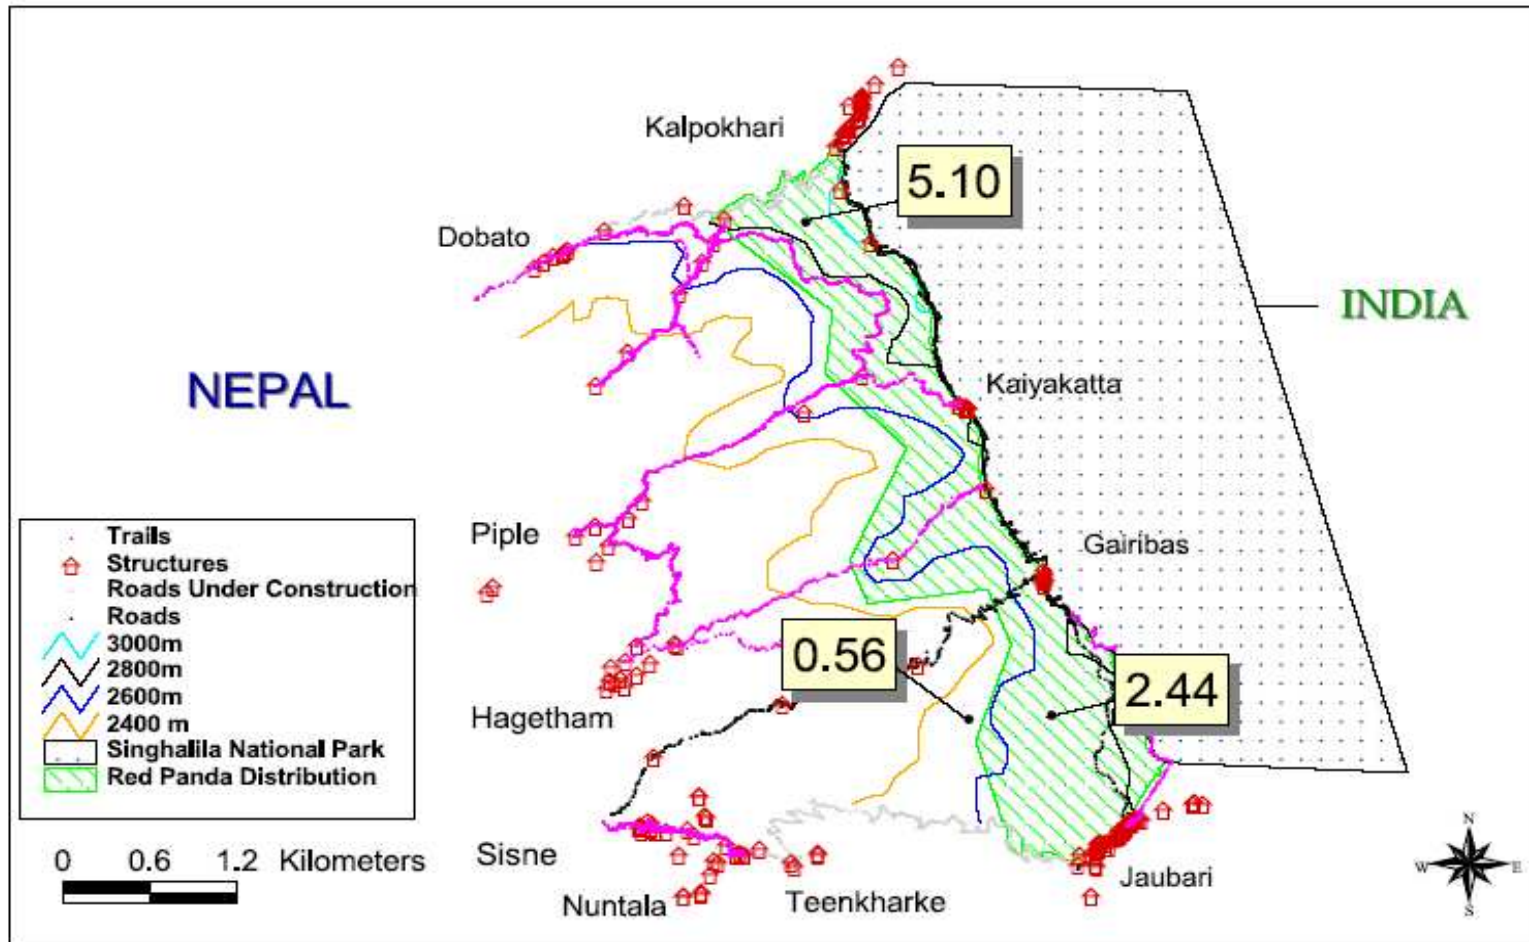 Kalpokhari
5.10
Dobato
INDIA
NEPAL
Kaiyakatta
Piple
Gairibas
Trails
Structures
Roads Under Construction
Roads
3000m
2800m
2600m
2400 m
Singhalila National Park
Red Panda Distribution
0.56
2.44
Hagetham
Sisne
0 0.6 1.2 Kilometers
Nuntala
Teenkharke
Jaubari
N
W E
S